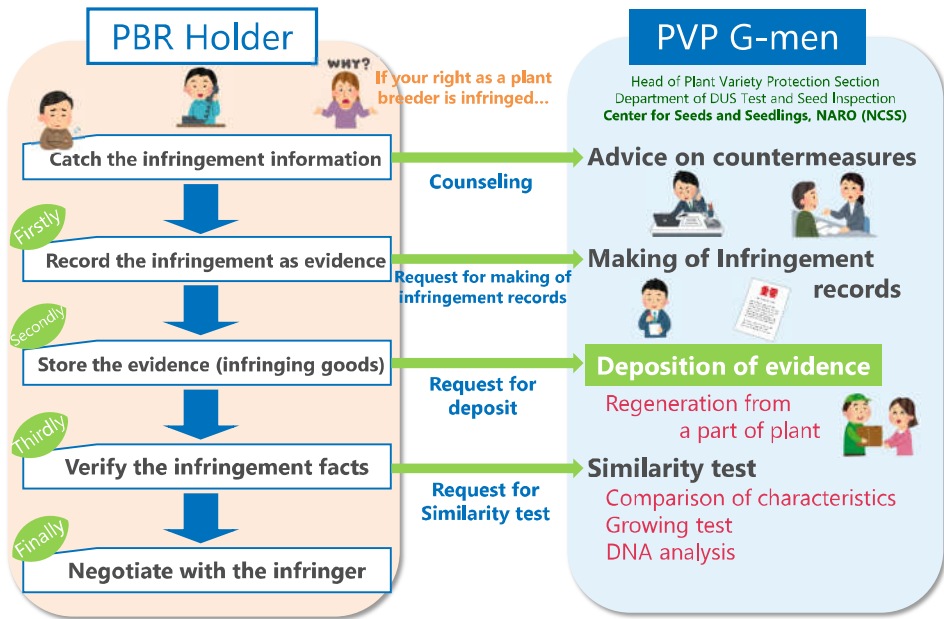 PBR Holder
WHY?
If your right as a plant
breeder is infringed...
PVP G-men
Head of Plant Variety Protection Section
Department of DUS Test and Seed Inspection
Center for Seeds and Seedlings, NARO (NCSS)
Catch the infringement information
Counseling
Advice on countermeasures
Firstly
Record the infringement as evidence
Request for making of
infringement records
Making of Infringement
records
Secondly
Store the evidence (infringing goods)
Request for
deposit
Deposition of evidence
Regeneration from
a part of plant
Thirdly
Verify the infringement facts
Request for
Similarity test
Similarity test
Comparison of characteristics
Growing test
DNA analysis
Finally
Negotiate with the infringer